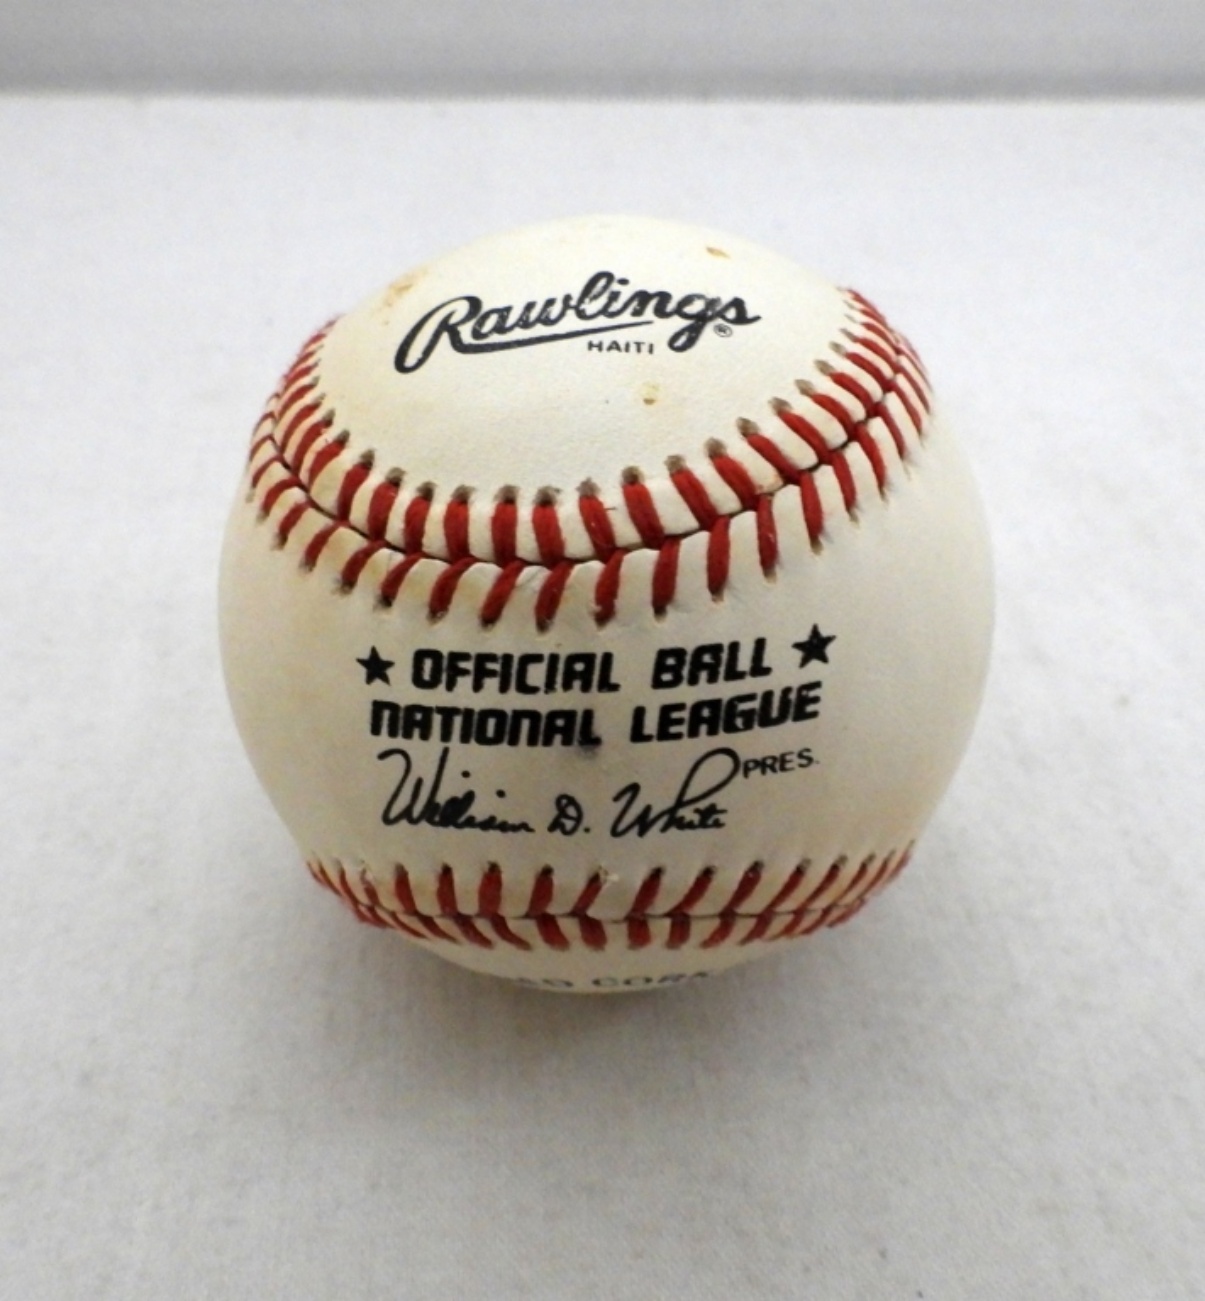 Rawlings®
HAITI
★ OFFICIAL BALL ★
NATIONAL LEAGUE
William D. White PRES.